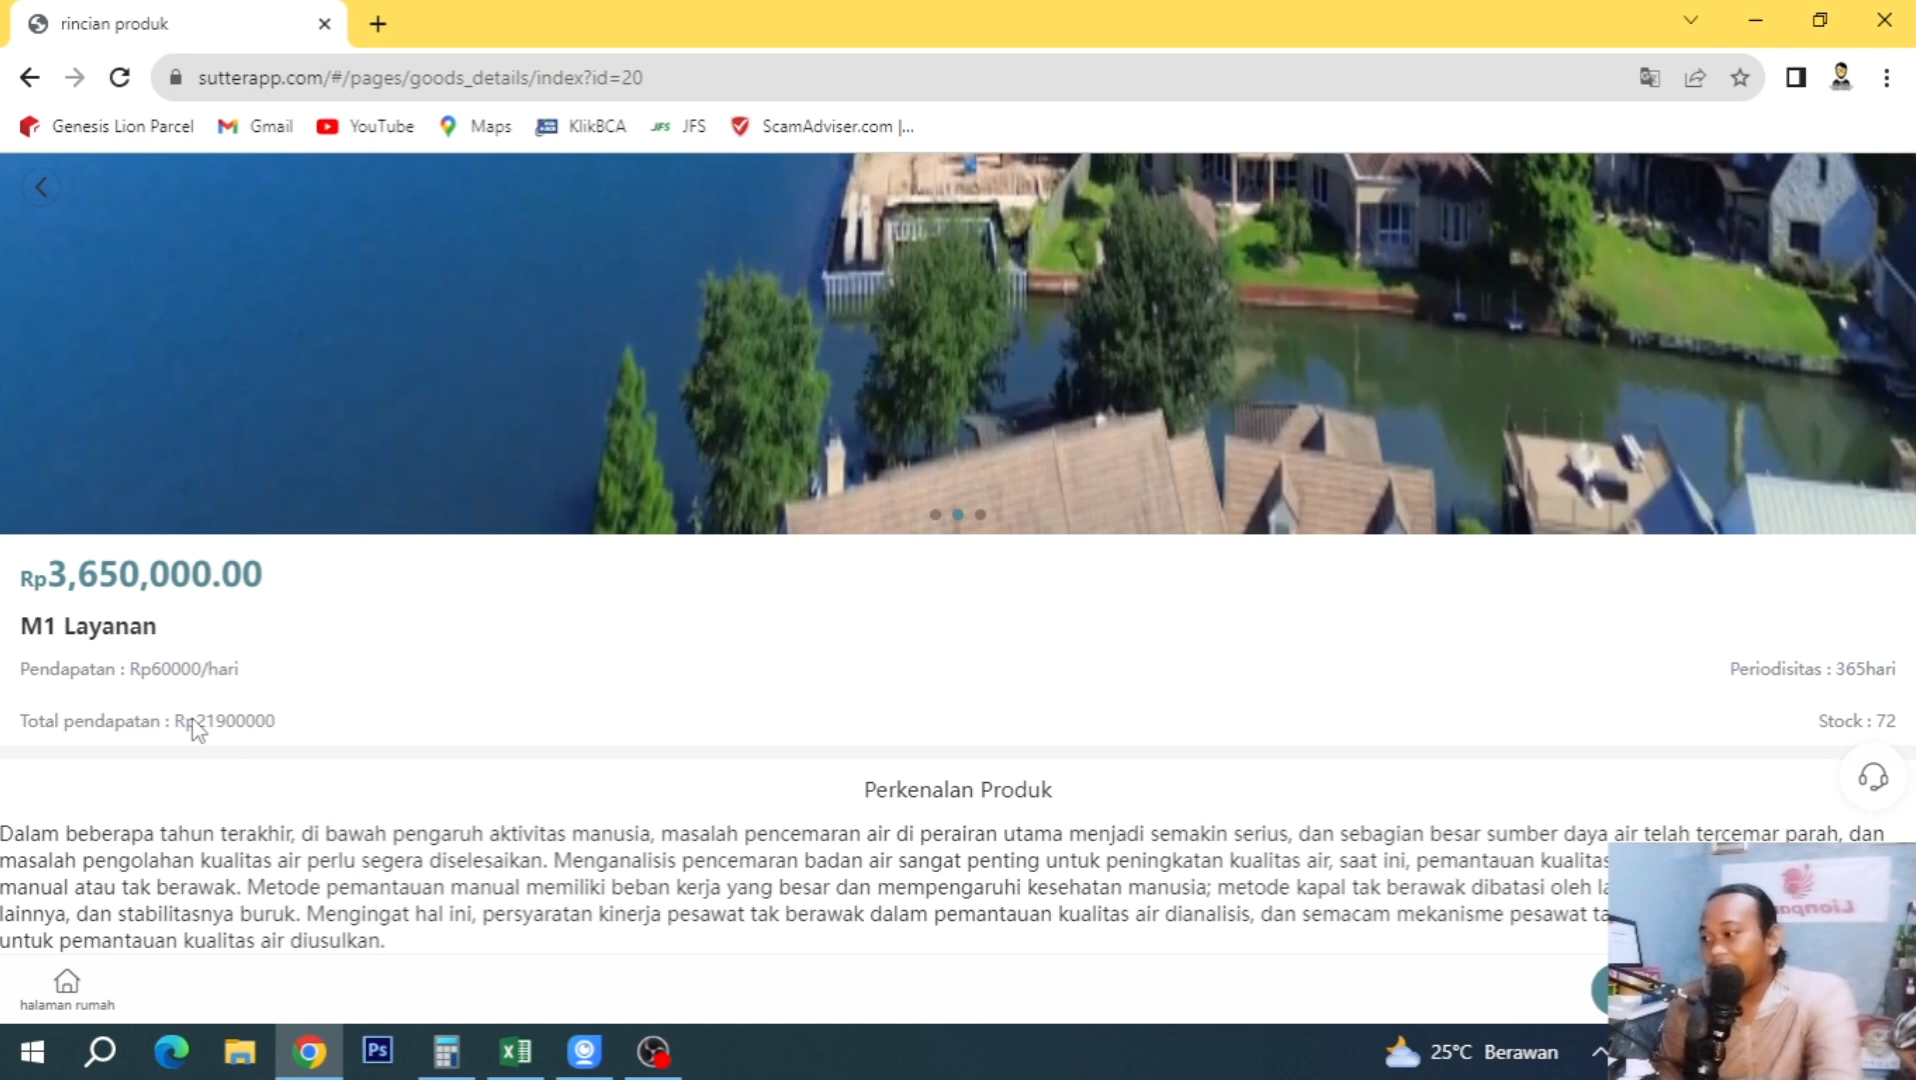 rincian produk
sutterapp.com/#/pages/goods_details/index?id=20
Genesis Lion Parcel Gmail YouTube Maps KlikBCA JFS JFS ScamAdviser.com |...
Rp3,650,000.00
M1 Layanan
Pendapatan : Rp60000/hari
Periodisitas : 365hari
Total pendapatan : Rp21900000
Stock : 72
Perkenalan Produk
Dalam beberapa tahun terakhir, di bawah pengaruh aktivitas manusia, masalah pencemaran air di perairan utama menjadi semakin serius, dan sebagian besar sumber daya air telah tercemar parah, dan
masalah pengolahan kualitas air perlu segera diselesaikan. Menganalisis pencemaran badan air sangat penting untuk peningkatan kualitas air, saat ini, pemantauan kualitas
manual atau tak berawak. Metode pemantauan manual memiliki beban kerja yang besar dan mempengaruhi kesehatan manusia; metode kapal tak berawak dibatasi oleh
lainnya, dan stabilitasnya buruk. Mengingat hal ini, persyaratan kinerja pesawat tak berawak dalam pemantauan kualitas air dianalisis, dan semacam mekanisme pesawat
untuk pemantauan kualitas air diusulkan.
halaman rumah
Lionpa
Ps
25°C Berawan